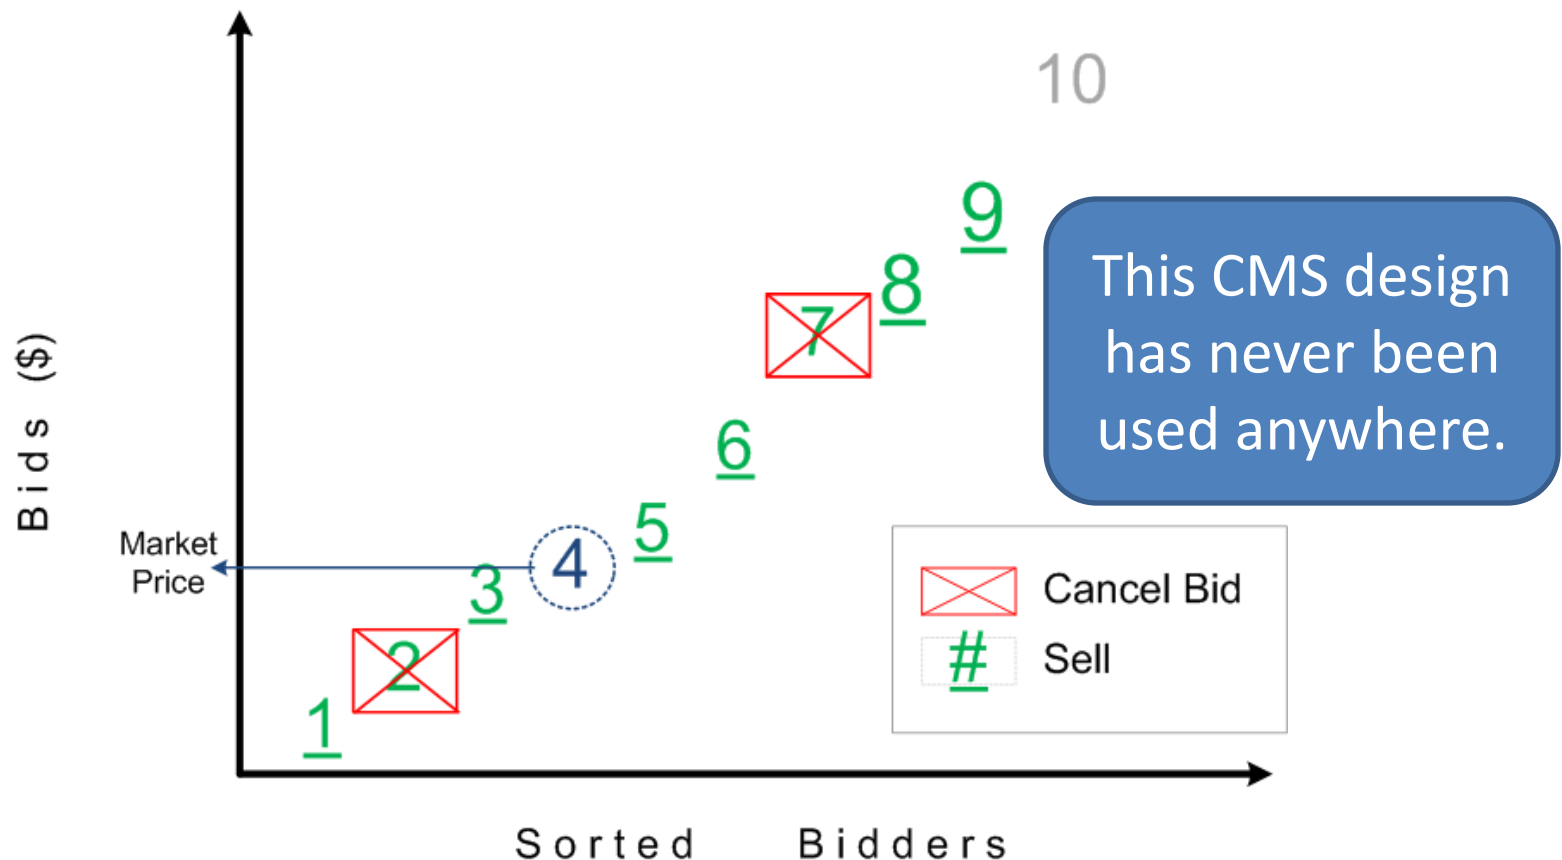 10
9
8
7
6
5
4
3
2
1
This CMS design
has never been
used anywhere.
Bids ($)
Market
Price
Cancel Bid
# Sell
Sorted Bidders